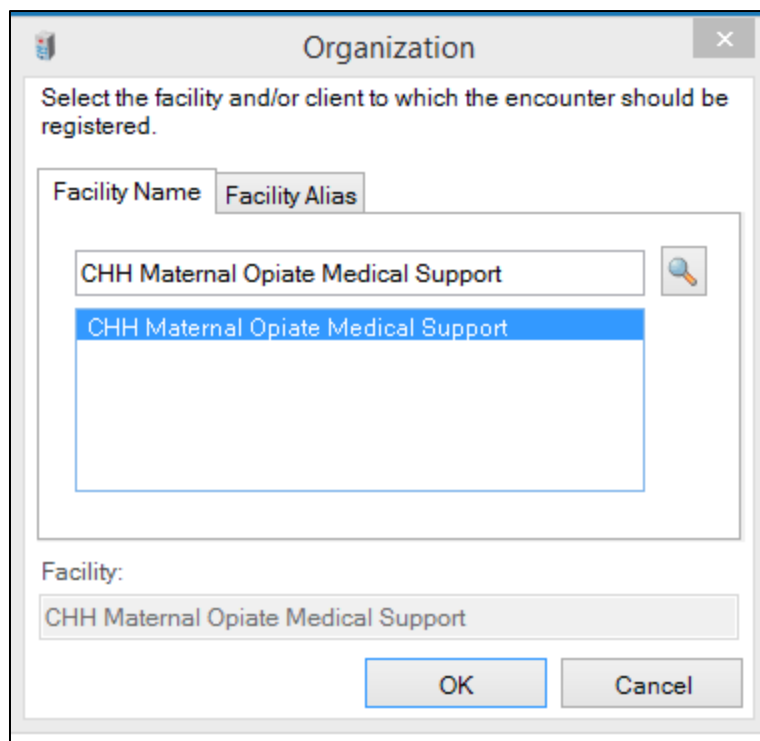 Organization
Select the facility and/or client to which the encounter should be
registered.
Facility Name
Facility Alias
CHH Maternal Opiate Medical Support
CHH Maternal Opiate Medical Support
Facility:
CHH Maternal Opiate Medical Support
OK
Cancel